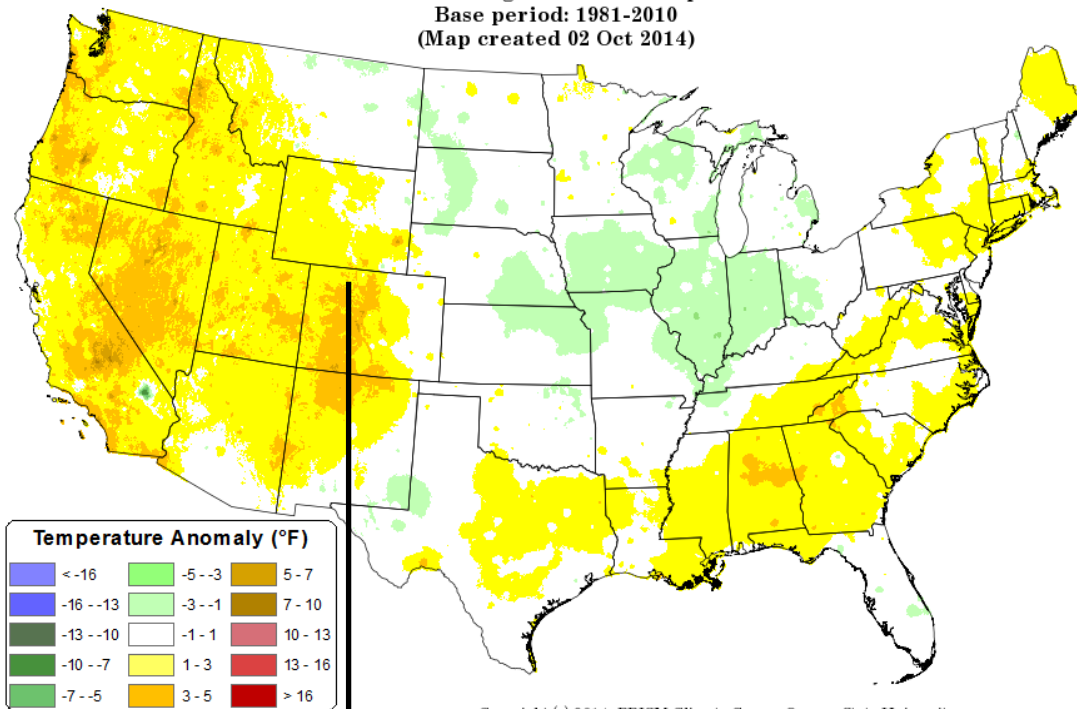 Base period: 1981-2010
(Map created 02 Oct 2014)
Temperature Anomaly (°F)
< -16
-5 - -3
5 - 7
-16 - -13
-3 - -1
7 - 10
-13 - -10
-1 - 1
10 - 13
-10 - -7
1 - 3
13 - 16
-7 - -5
3 - 5
> 16